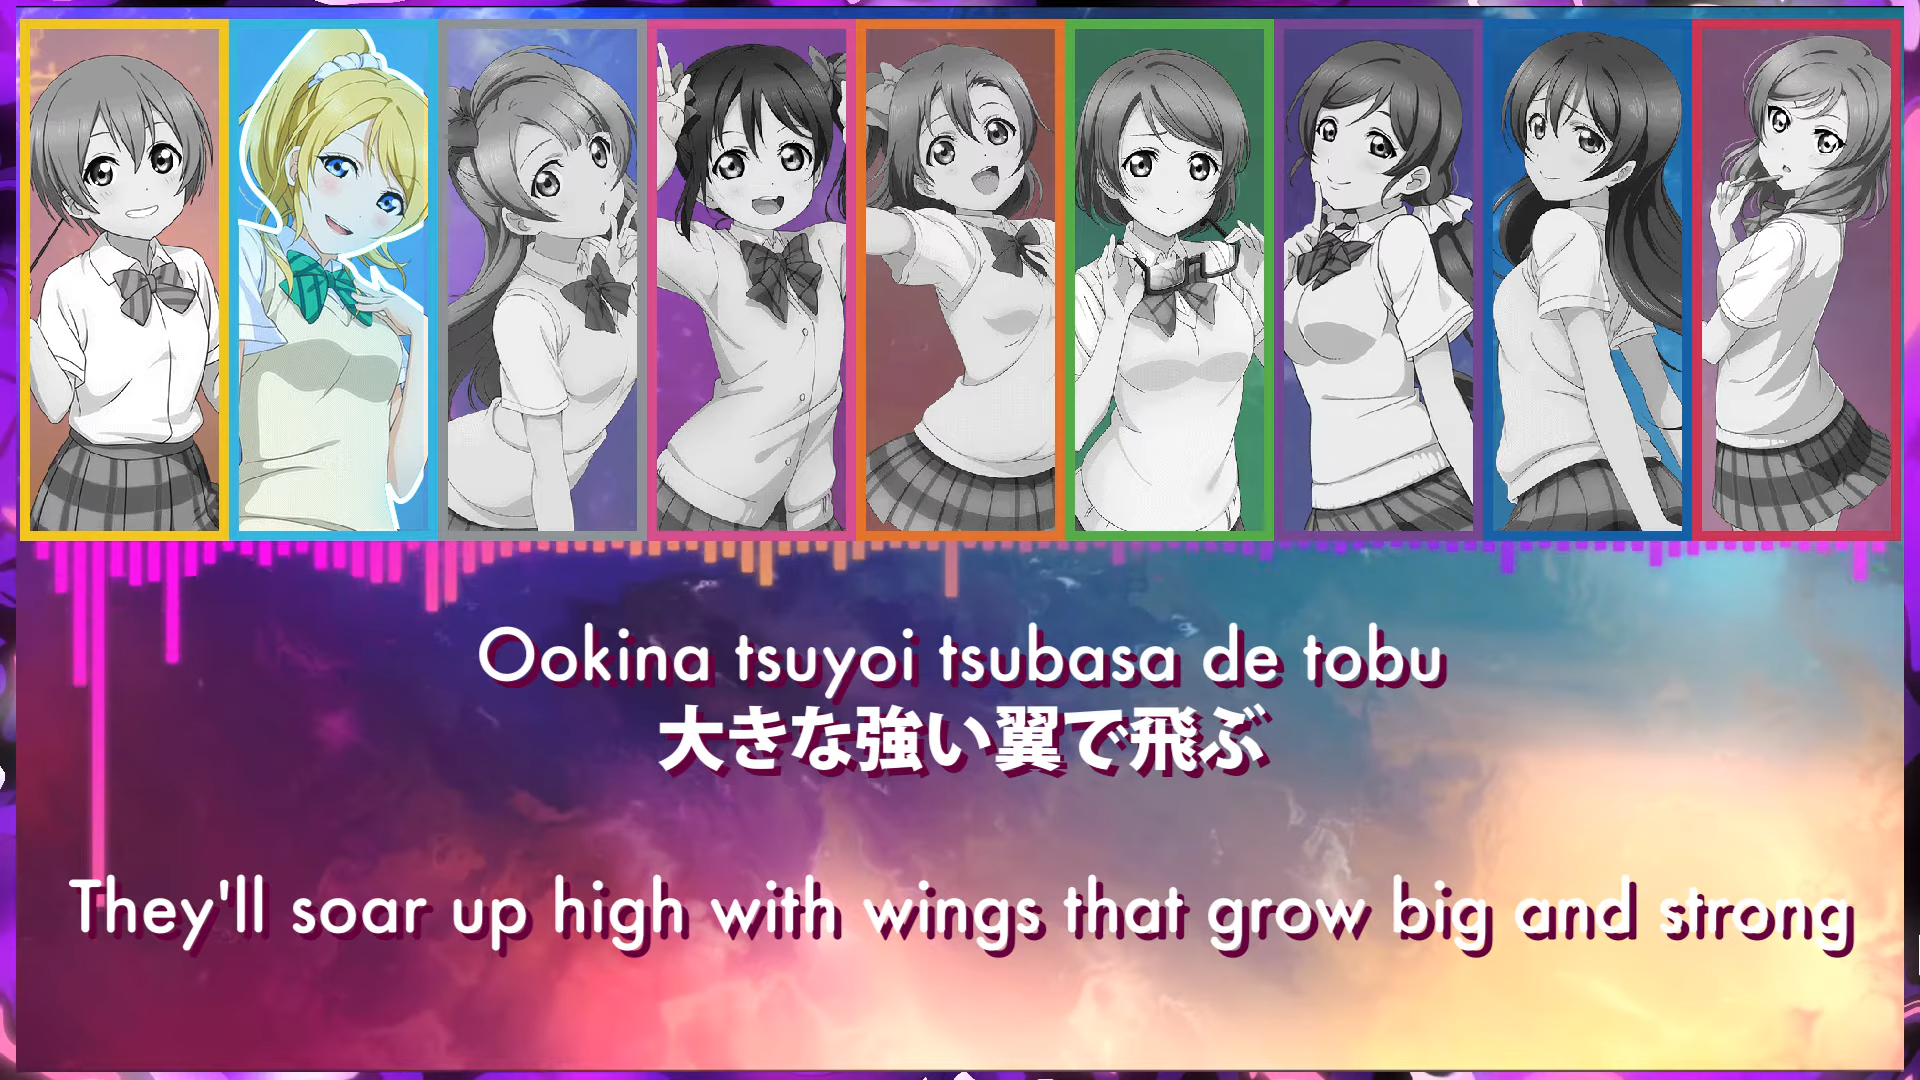 Ookina tsuyoi tsubasa de tobu
大きな強い翼で飛ぶ
They'll soar up high with wings that grow big and strong